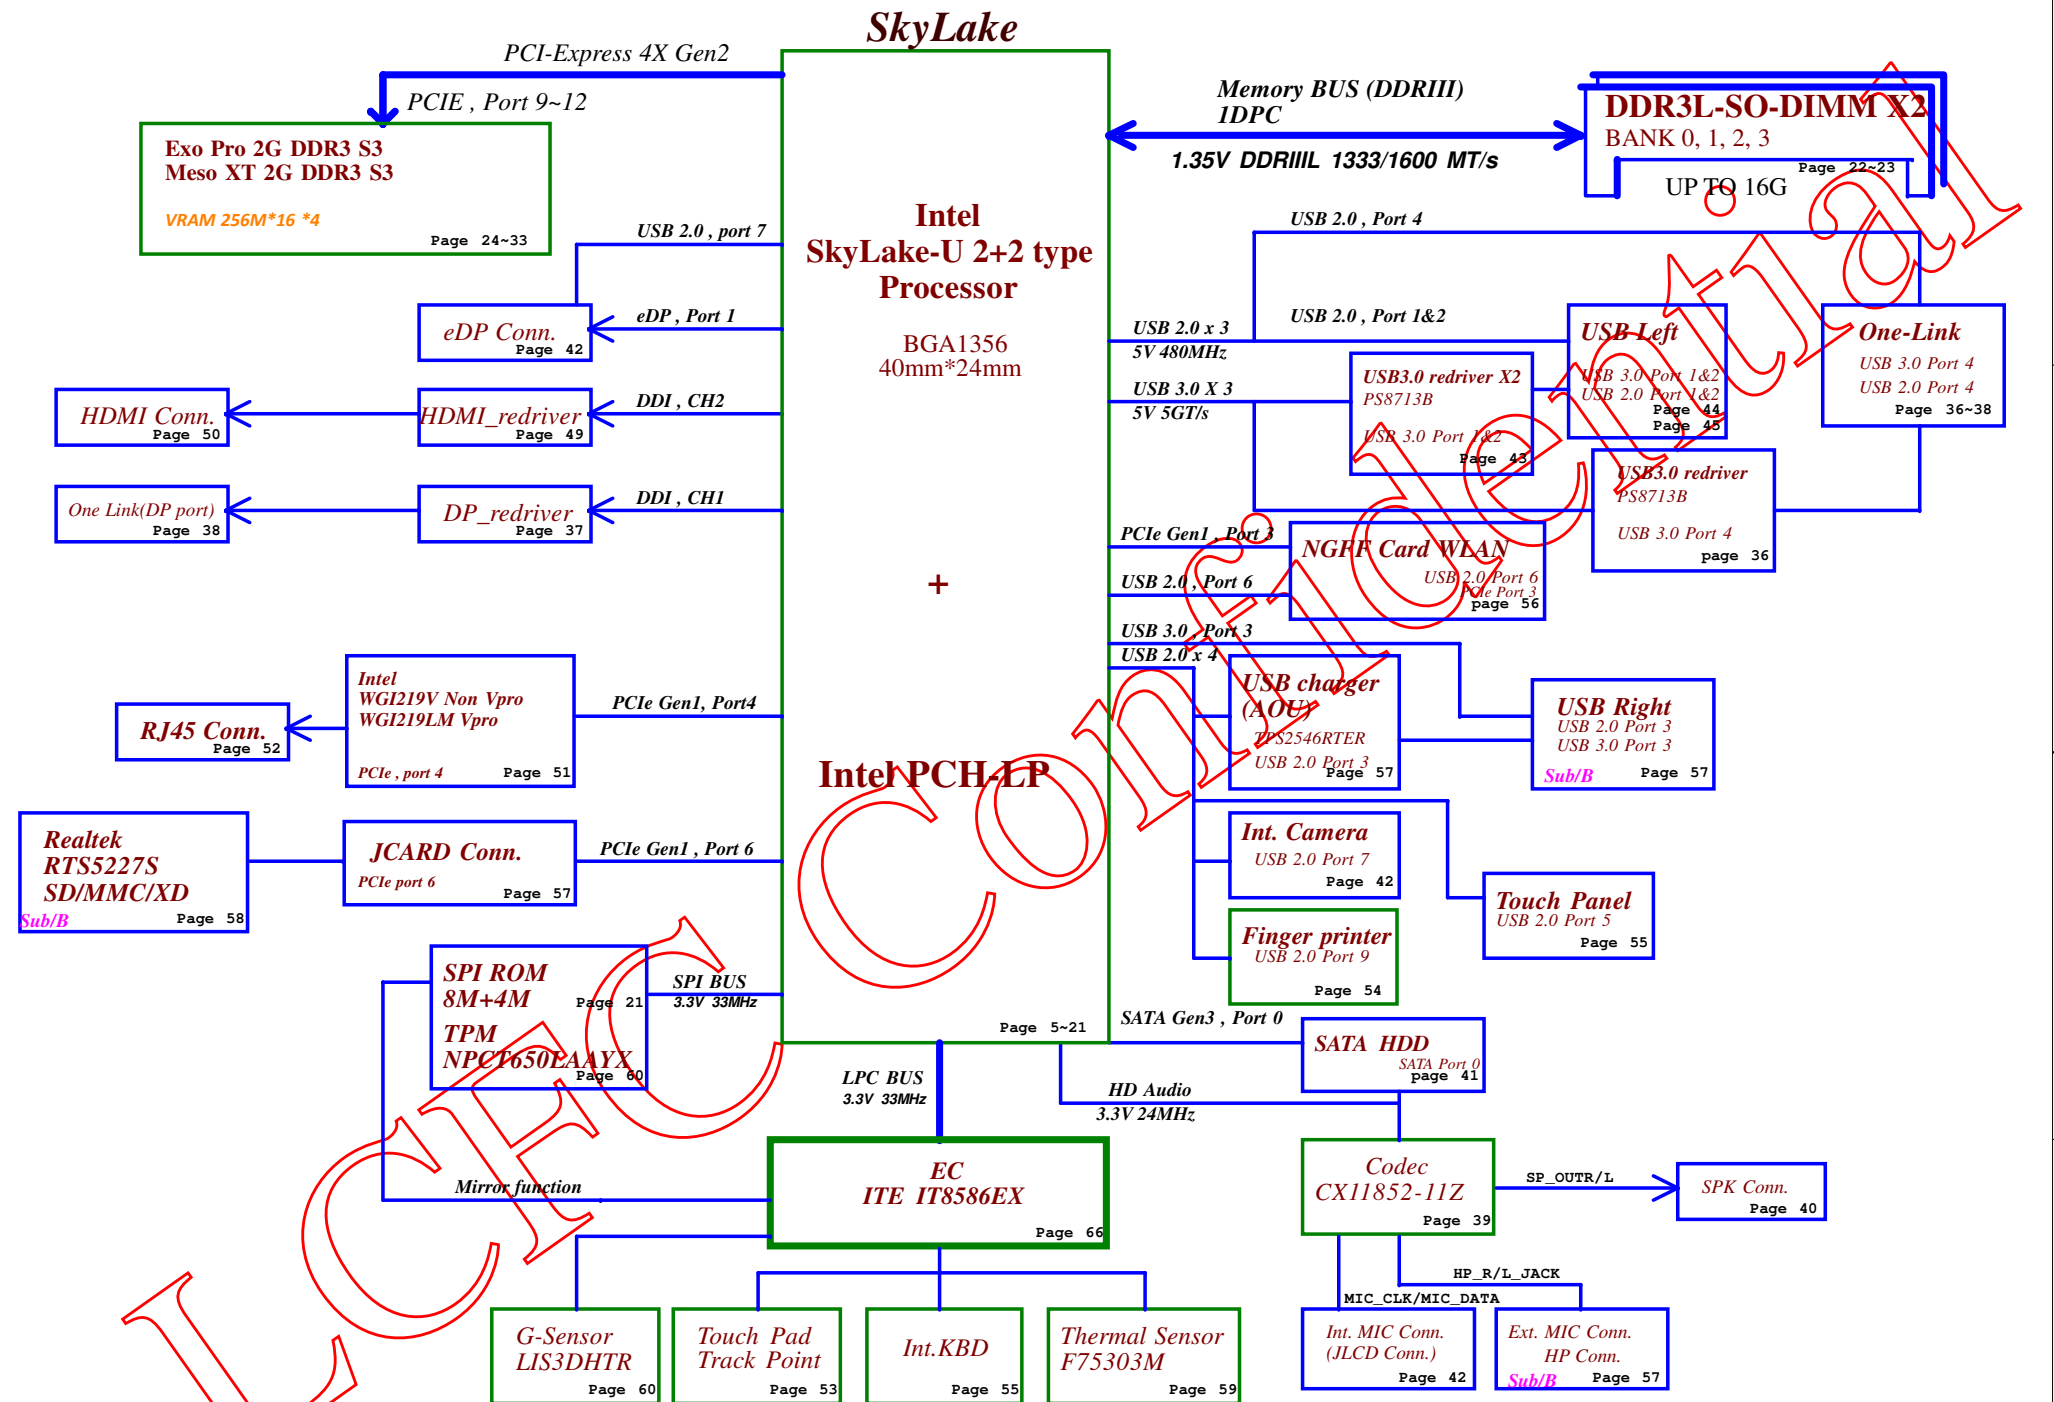 SkyLake
PCI-Express 4X Gen2
PCIE , Port 9~12
Exo Pro 2G DDR3 S3
Meso XT 2G DDR3 S3
VRAM 256M*16 *4
Page 24~33
Memory BUS (DDRIII)
1DPC
1.35V DDRIIIL 1333/1600 MT/s
DDR3L-SO-DIMM X2
BANK 0, 1, 2, 3
Page 22~23
UP TO 16G
Intel
SkyLake-U 2+2 type
Processor
BGA1356
40mm*24mm
+
Intel PCH-LP
Page 5~21
USB 2.0 , port 7
eDP , Port 1
eDP Conn.
Page 42
DDI , CH2
HDMI_redriver
Page 49
HDMI Conn.
Page 50
DDI , CH1
DP_redriver
Page 37
One Link(DP port)
Page 38
USB 2.0 , Port 4
USB 2.0 x 3
5V 480MHz
USB 2.0 , Port 1&2
USB 3.0 X 3
5V 5GT/s
USB3.0 redriver X2
PS8713B
USB 3.0 Port 1&2
Page 43
USB Left
USB 3.0 Port 1&2
USB 2.0 Port 1&2
Page 44
Page 45
One-Link
USB 3.0 Port 4
USB 2.0 Port 4
Page 36~38
USB3.0 redriver
PS8713B
USB 3.0 Port 4
page 36
PCIe Gen1 , Port 3
USB 2.0 , Port 6
NGFF Card WLAN
USB 2.0 Port 6
PCIe Port 3
page 56
USB 3.0 , Port 3
USB 2.0 x 4
USB charger
(AOU)
TPS2546RTER
USB 2.0 Port 3
Page 57
USB Right
USB 2.0 Port 3
USB 3.0 Port 3
Sub/B
Page 57
Int. Camera
USB 2.0 Port 7
Page 42
Touch Panel
USB 2.0 Port 5
Page 55
Finger printer
USB 2.0 Port 9
Page 54
Intel
WGI219V Non Vpro
WGI219LM Vpro
PCIe , port 4
Page 51
PCIe Gen1, Port4
RJ45 Conn.
Page 52
Realtek
RTS5227S
SD/MMC/XD
Sub/B
Page 58
JCARD Conn.
PCIe port 6
Page 57
PCIe Gen1 , Port 6
SPI ROM
8M+4M
Page 21
TPM
NPCT650LAAYX
Page 60
SPI BUS
3.3V 33MHz
SATA Gen3 , Port 0
SATA HDD
SATA Port 0
page 41
LPC BUS
3.3V 33MHz
HD Audio
3.3V 24MHz
Mirror function
EC
ITE IT8586EX
Page 66
Codec
CX11852-11Z
Page 39
SP_OUTR/L
SPK Conn.
Page 40
HP_R/L_JACK
MIC_CLK/MIC_DATA
G-Sensor
LIS3DHTR
Page 60
Touch Pad
Track Point
Page 53
Int.KBD
Page 55
Thermal Sensor
F75303M
Page 59
Int. MIC Conn.
(JLCD Conn.)
Page 42
Ext. MIC Conn.
HP Conn.
Sub/B
Page 57
LCFC Confidential